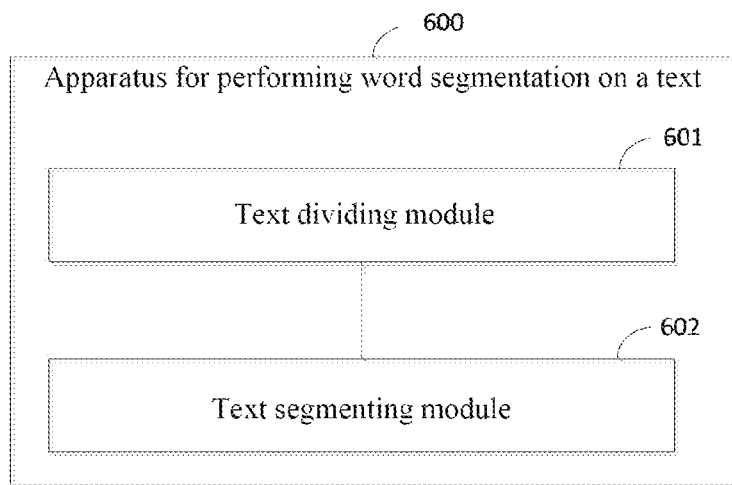 600
Apparatus for performing word segmentation on a text
601
Text dividing module
602
Text segmenting module